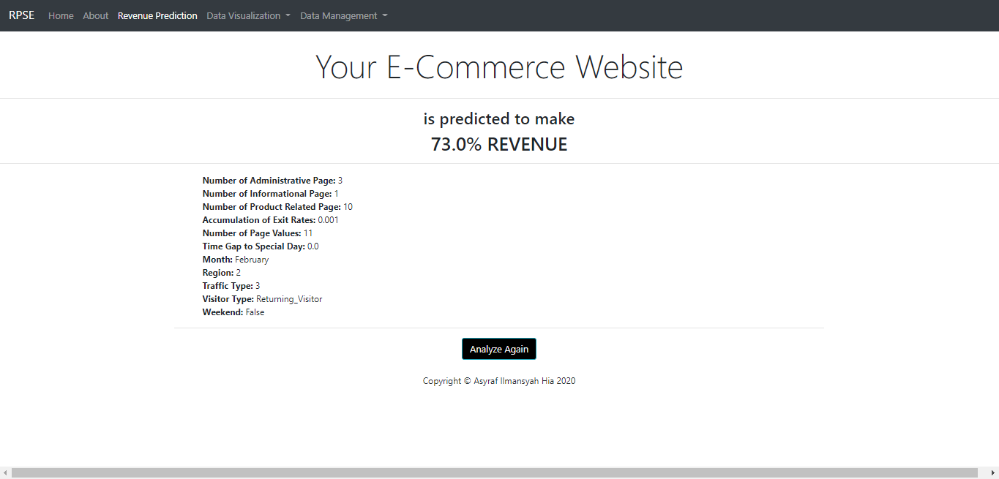 RPSE Home About Revenue Prediction Data Visualization Data Management
Your E-Commerce Website
is predicted to make
73.0% REVENUE
Number of Administrative Page: 3
Number of Informational Page: 1
Number of Product Related Page: 10
Accumulation of Exit Rates: 0.001
Number of Page Values: 11
Time Gap to Special Day: 0.0
Month: February
Region: 2
Traffic Type: 3
Visitor Type: Returning_Visitor
Weekend: False
Analyze Again
Copyright © Asyraf Ilmansyah Hia 2020